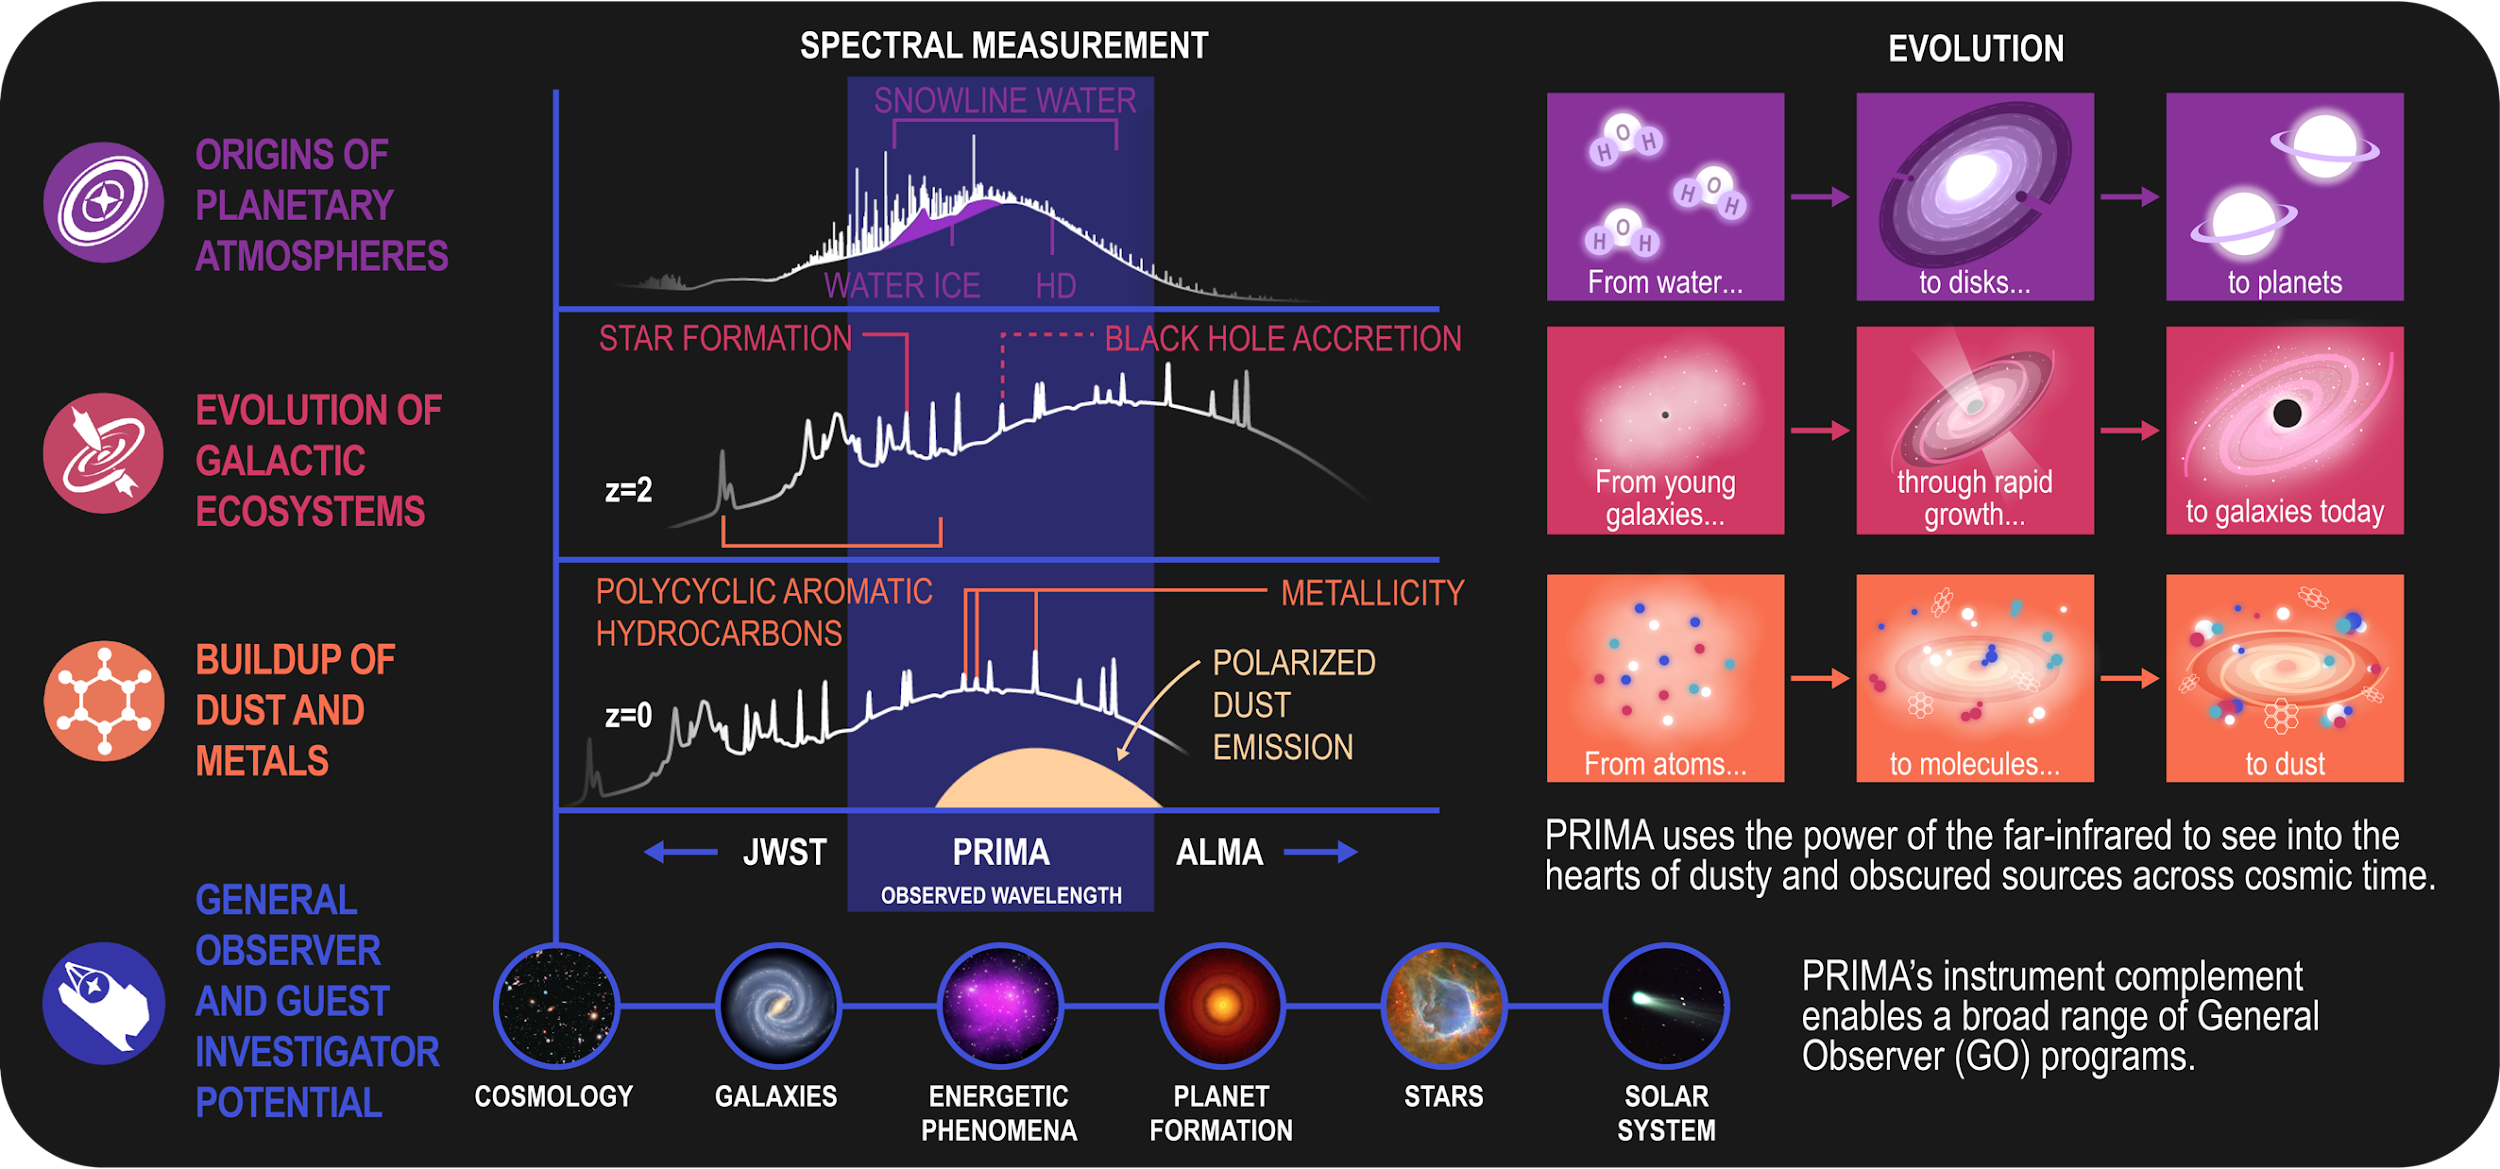 SPECTRAL MEASUREMENT
EVOLUTION
ORIGINS OF
PLANETARY
ATMOSPHERES
SNOWLINE WATER
WATER ICE
HD
O
H
H
O
H
H
O
H
H
From water...
to disks...
to planets
EVOLUTION OF
GALACTIC
ECOSYSTEMS
STAR FORMATION
BLACK HOLE ACCRETION
z=2
From young
galaxies...
through rapid
growth...
to galaxies today
BUILDUP OF
DUST AND
METALS
POLYCYCLIC AROMATIC
HYDROCARBONS
METALLICITY
z=0
POLARIZED
DUST
EMISSION
From atoms...
to molecules...
to dust
JWST
PRIMA
ALMA
OBSERVED WAVELENGTH
PRIMA uses the power of the far-infrared to see into the
hearts of dusty and obscured sources across cosmic time.
GENERAL
OBSERVER
AND GUEST
INVESTIGATOR
POTENTIAL
COSMOLOGY
GALAXIES
ENERGETIC
PHENOMENA
PLANET
FORMATION
STARS
SOLAR
SYSTEM
PRIMA's instrument complement
enables a broad range of General
Observer (GO) programs.